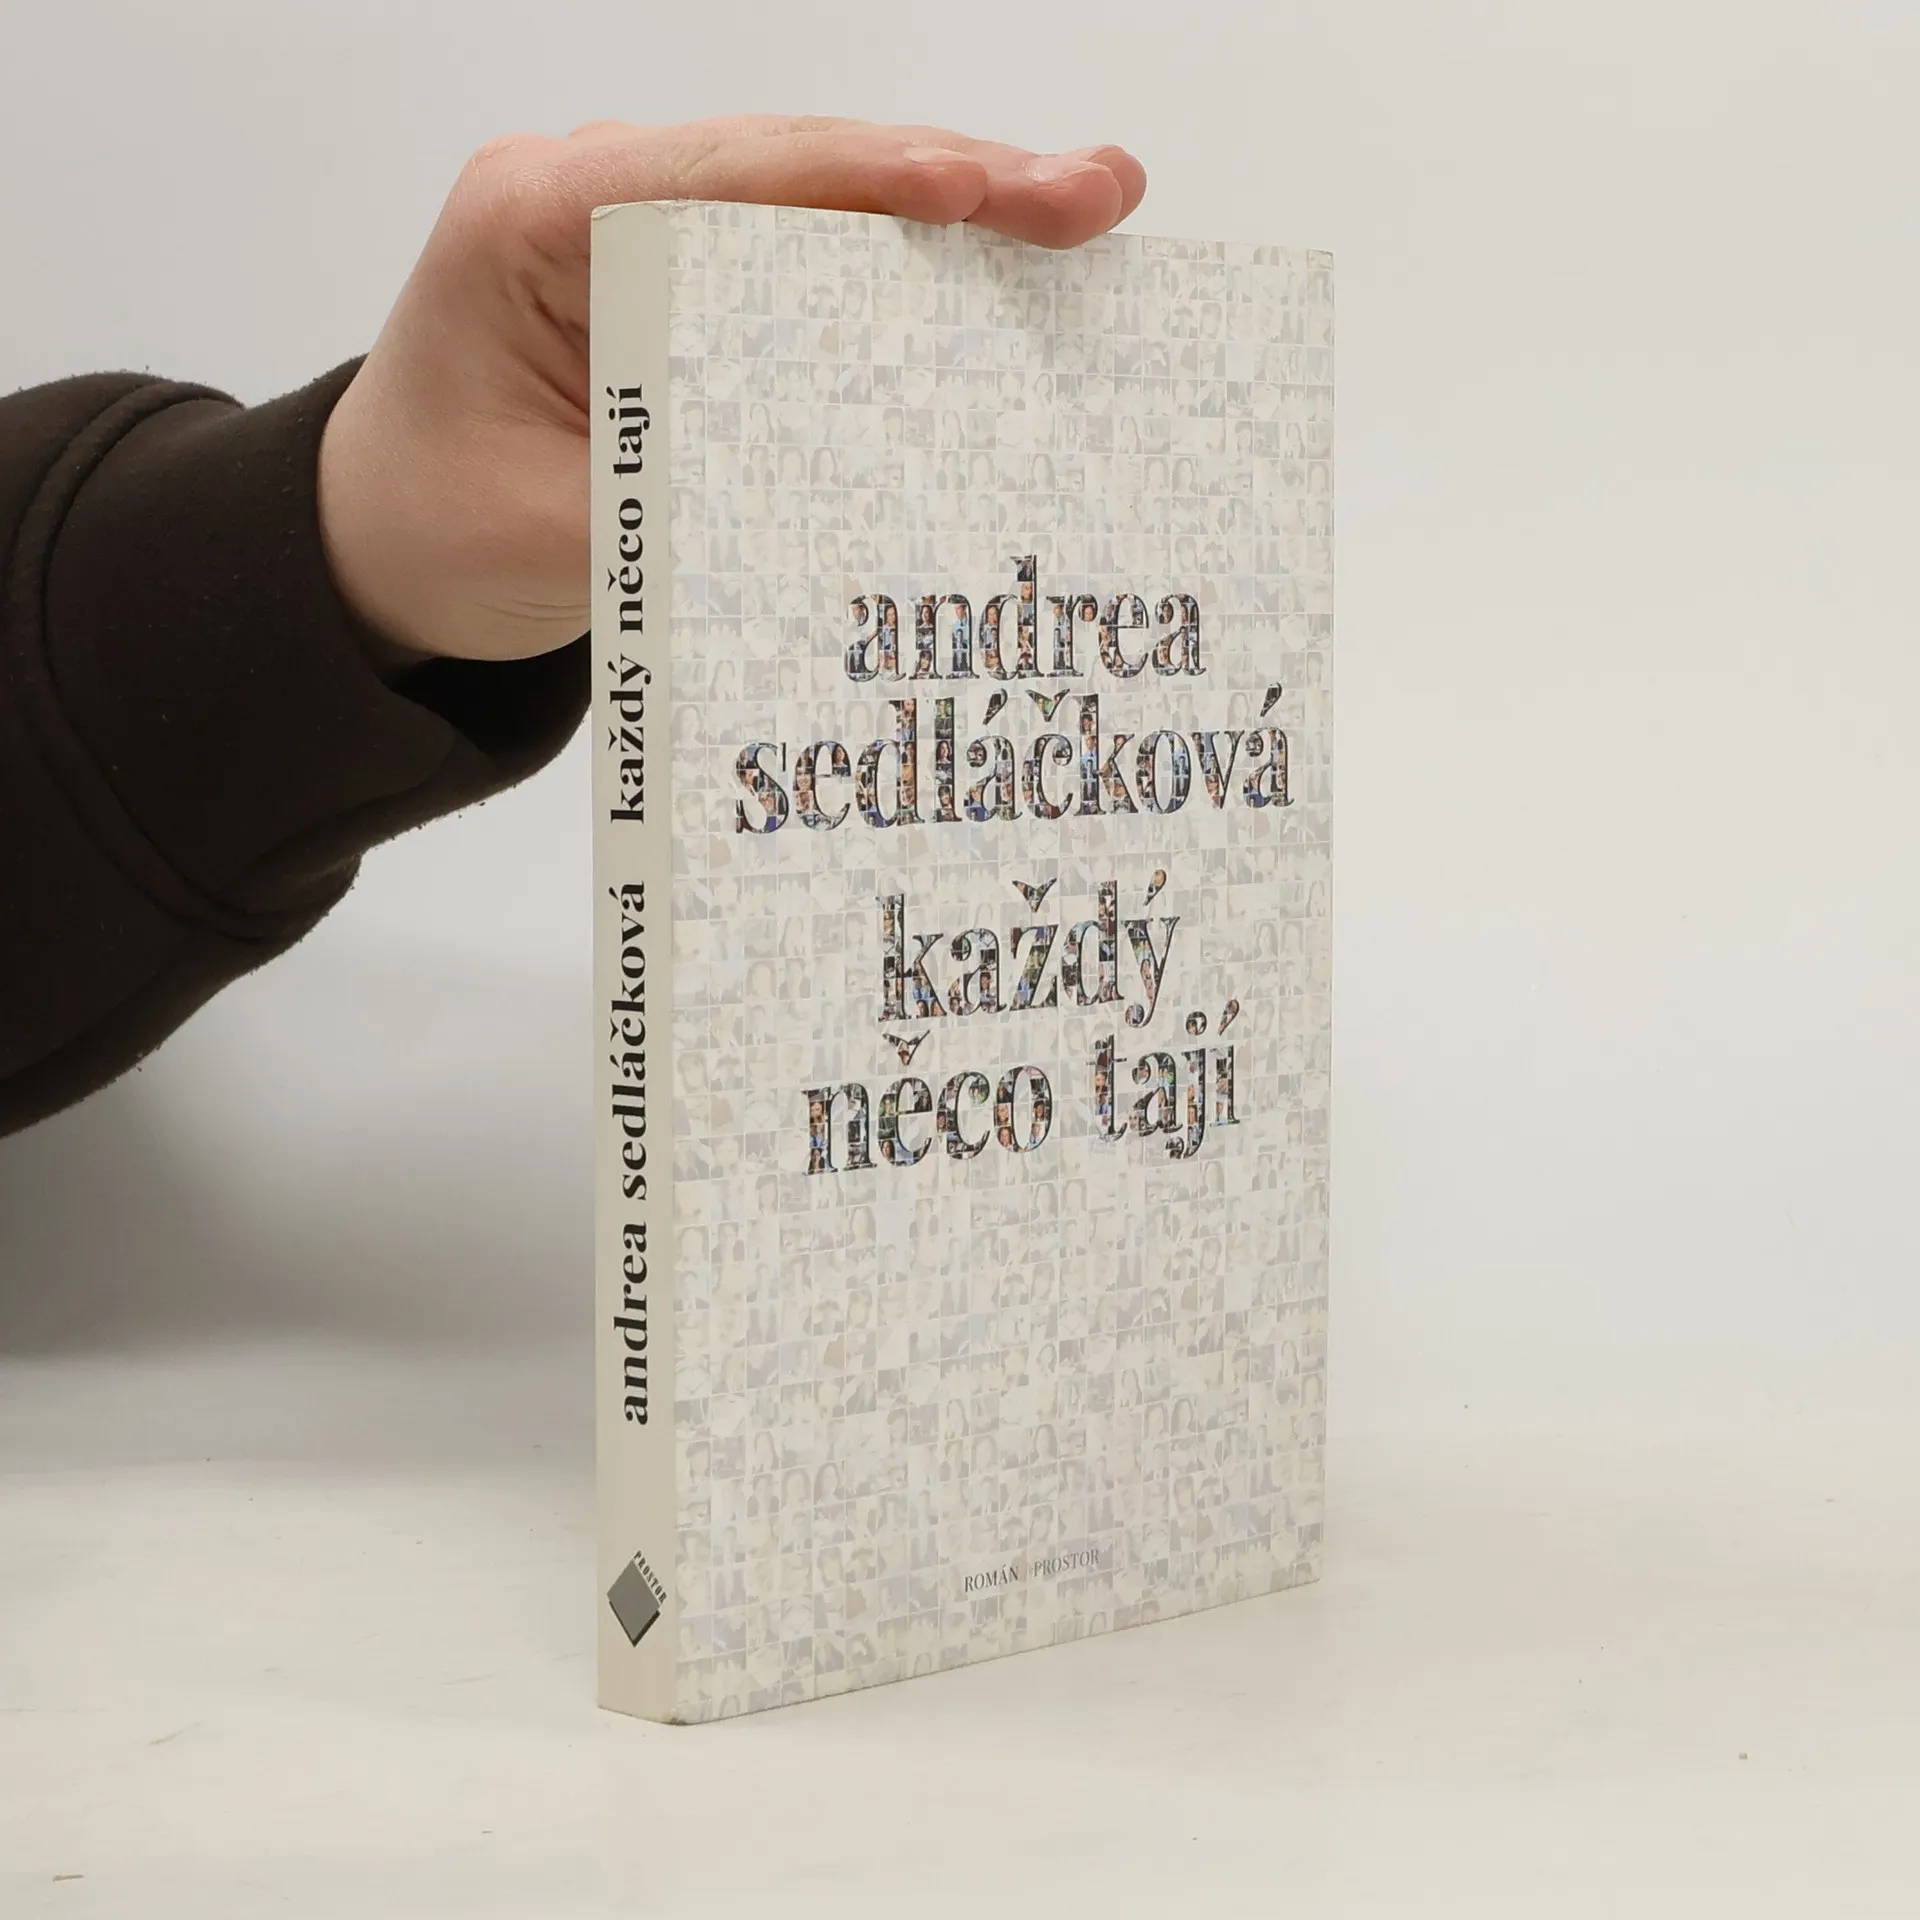 andrea sedláčková každý něco tají
PROSTOR
andrea
sedláčková
každý
něco tají
ROMÁN / PROSTOR